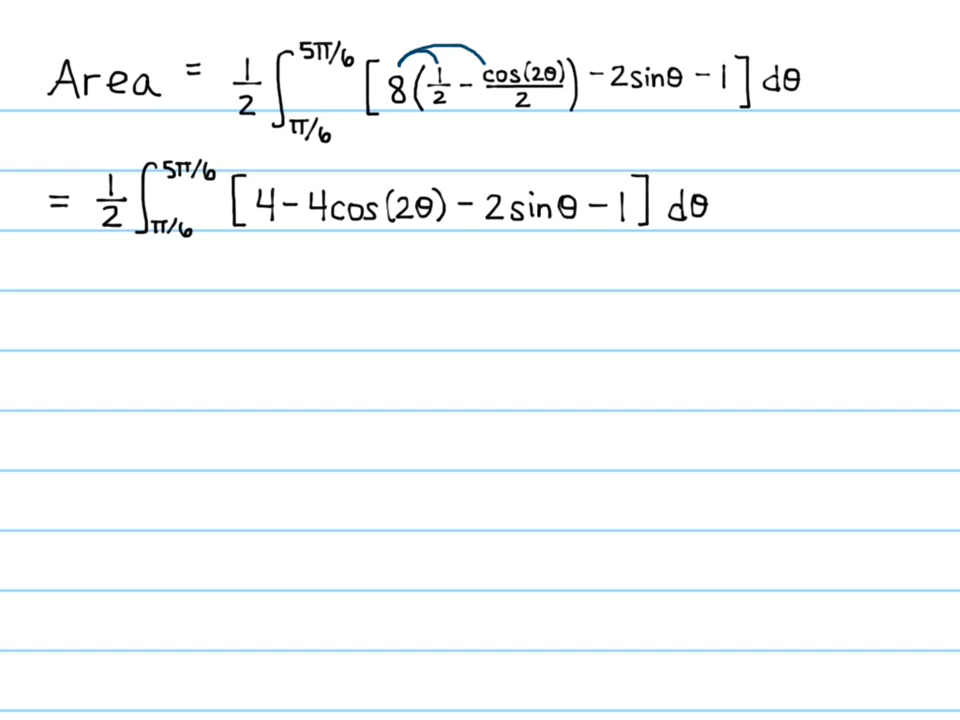 Area = 1/2 ∫_{π/6}^{5π/6} [8(1/2 - cos(2θ)/2) - 2sinθ - 1] dθ
= 1/2 ∫_{π/6}^{5π/6} [4 - 4cos(2θ) - 2sinθ - 1] dθ